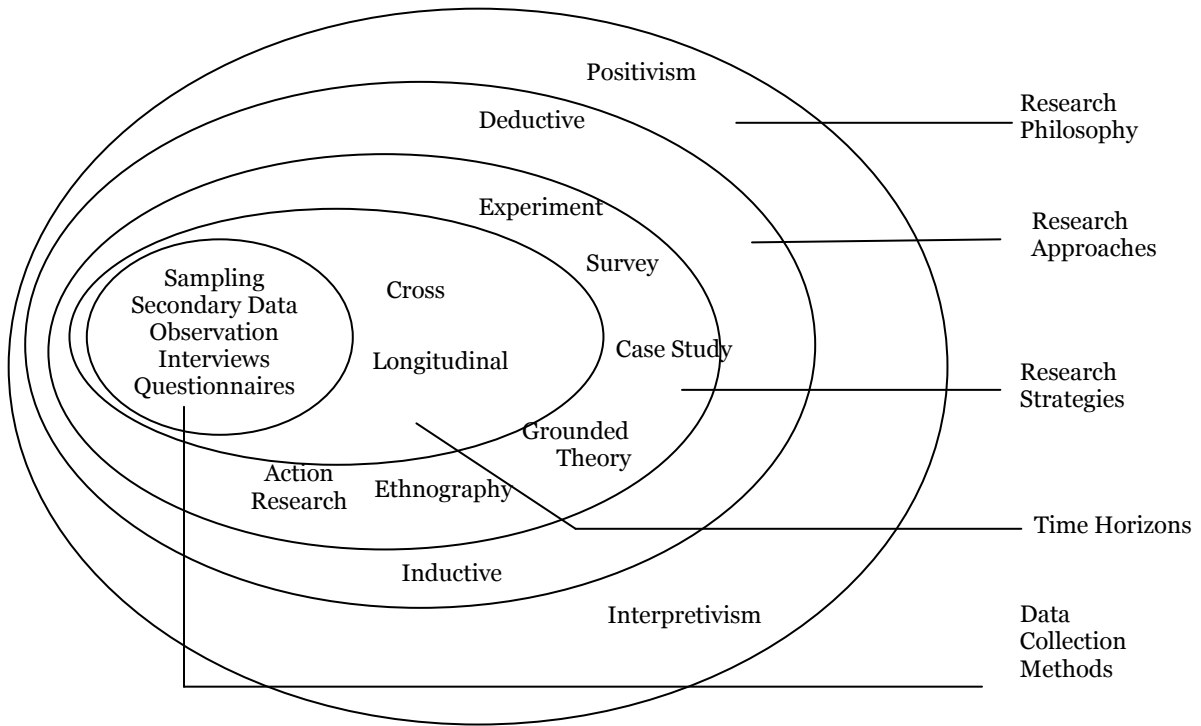 Positivism
Deductive
Experiment
Survey
Case Study
Grounded
Theory
Ethnography
Action
Research
Inductive
Interpretivism
Cross
Longitudinal
Sampling
Secondary Data
Observation
Interviews
Questionnaires
Research
Philosophy
Research
Approaches
Research
Strategies
Time Horizons
Data
Collection
Methods